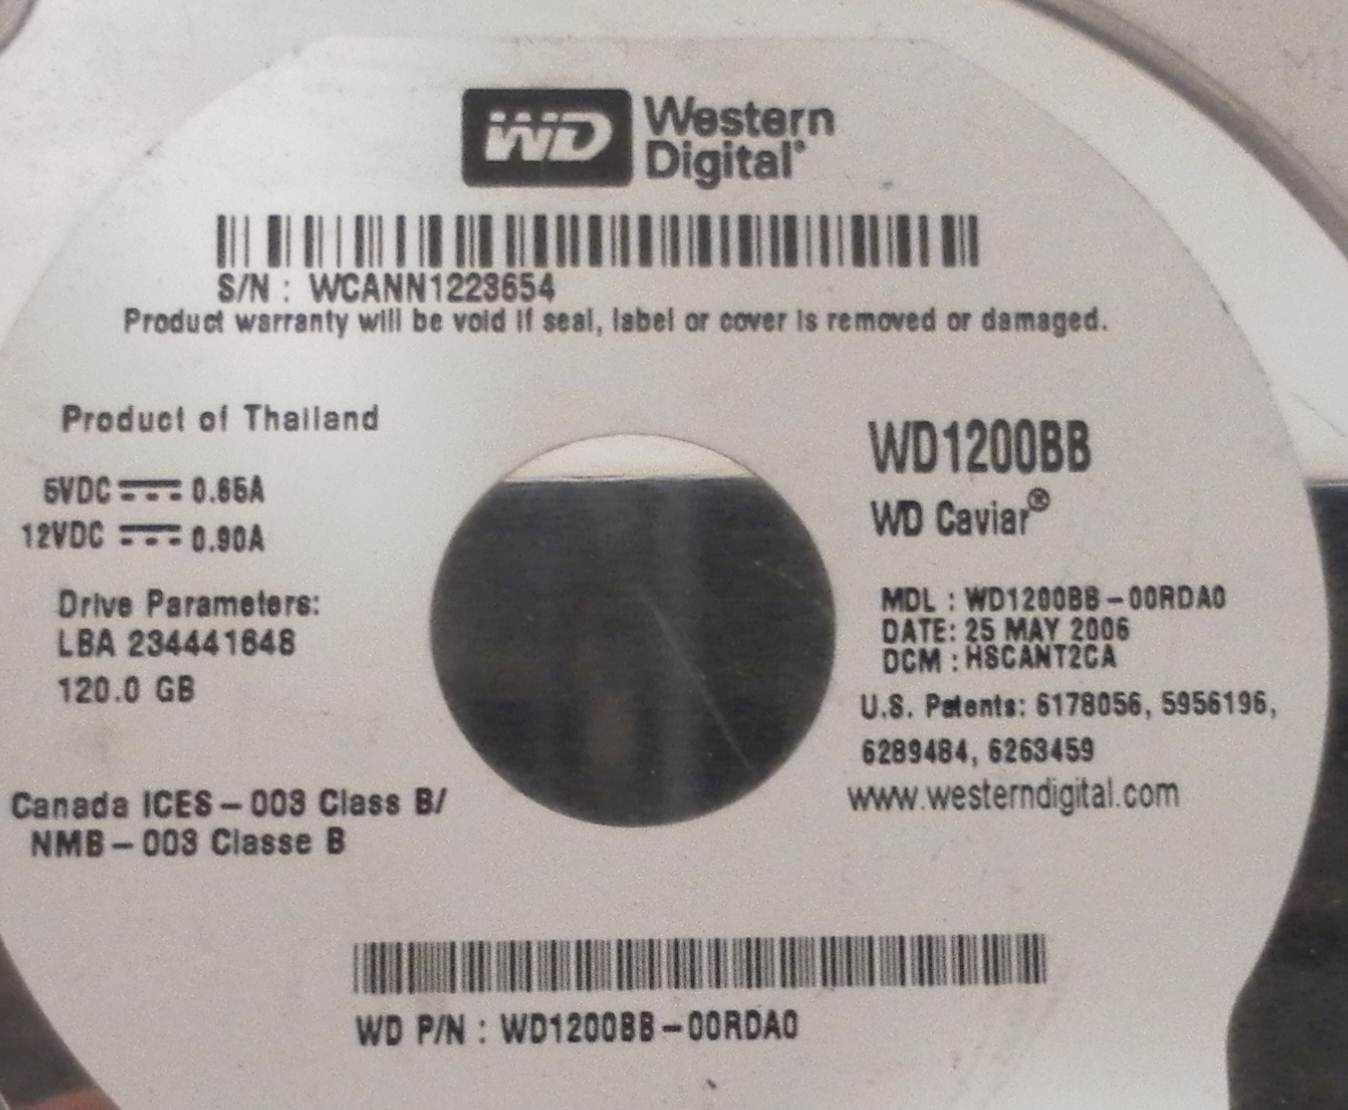 WD Western
Digital®
S/N : WCANN1223654
Product warranty will be void if seal, label or cover is removed or damaged.
Product of Thailand
5VDC 0.65A
12VDC 0.90A
Drive Parameters:
LBA 234441648
120.0 GB
Canada ICES-003 Class B/
NMB-003 Classe B
WD1200BB
WD Caviar®
MDL : WD1200BB-00RDA0
DATE: 25 MAY 2006
DCM : HSCANT2CA
U.S. Patents: 6178056, 5956196,
6289484, 6263459
www.westerndigital.com
WD P/N : WD1200BB-00RDA0